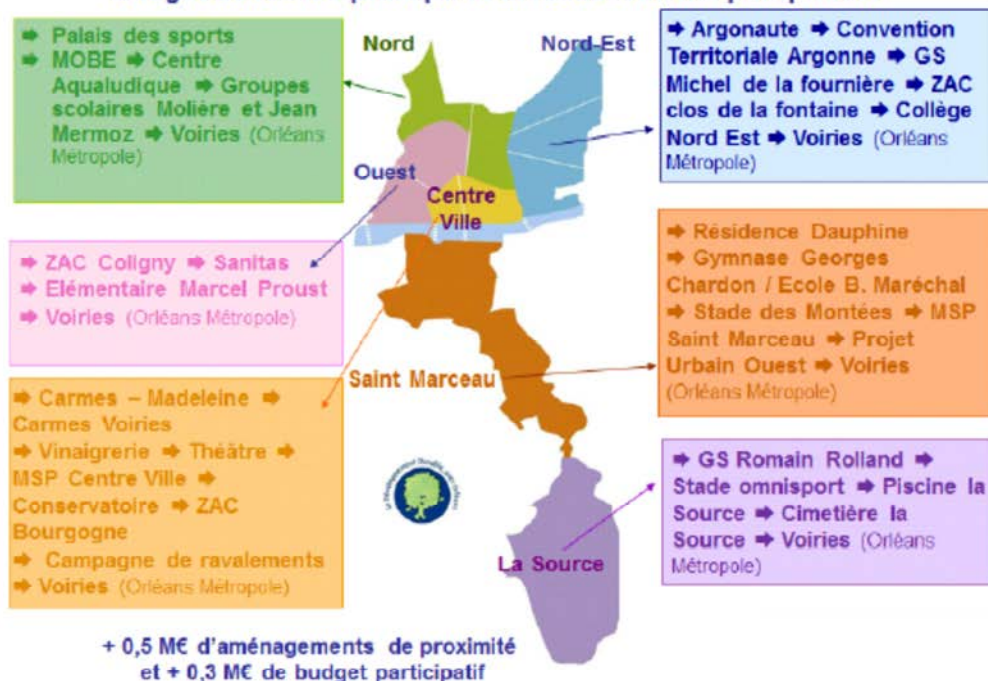 ➡ Palais des sports
➡ MOBE ➡ Centre
Aqualudique ➡ Groupes
scolaires Molière et Jean
Mermoz ➡ Voiries (Orléans
Métropole)
Nord
Nord-Est
➡ Argonaute ➡ Convention
Territoriale Argonne ➡ GS
Michel de la fournière ➡ ZAC
clos de la fontaine ➡ Collège
Nord Est ➡ Voiries (Orléans
Métropole)
Ouest
Centre
Ville
➡ ZAC Coligny ➡ Sanitas
➡ Elémentaire Marcel Proust
➡ Voiries (Orléans Métropole)
➡ Résidence Dauphine
➡ Gymnase Georges
Chardon / Ecole B. Maréchal
➡ Stade des Montées ➡ MSP
Saint Marceau ➡ Projet
Urbain Ouest ➡ Voiries
(Orléans Métropole)
Saint Marceau
➡ Carmes – Madeleine ➡
Carmes Voiries
➡ Vinaigrerie ➡ Théâtre ➡
MSP Centre Ville ➡
Conservatoire ➡ ZAC
Bourgogne
➡ Campagne de ravalements
➡ Voiries (Orléans Métropole)
➡ GS Romain Rolland ➡
Stade omnisport ➡ Piscine la
Source ➡ Cimetière la
Source ➡ Voiries (Orléans
Métropole)
La Source
+ 0,5 M€ d'aménagements de proximité
et + 0,3 M€ de budget participatif